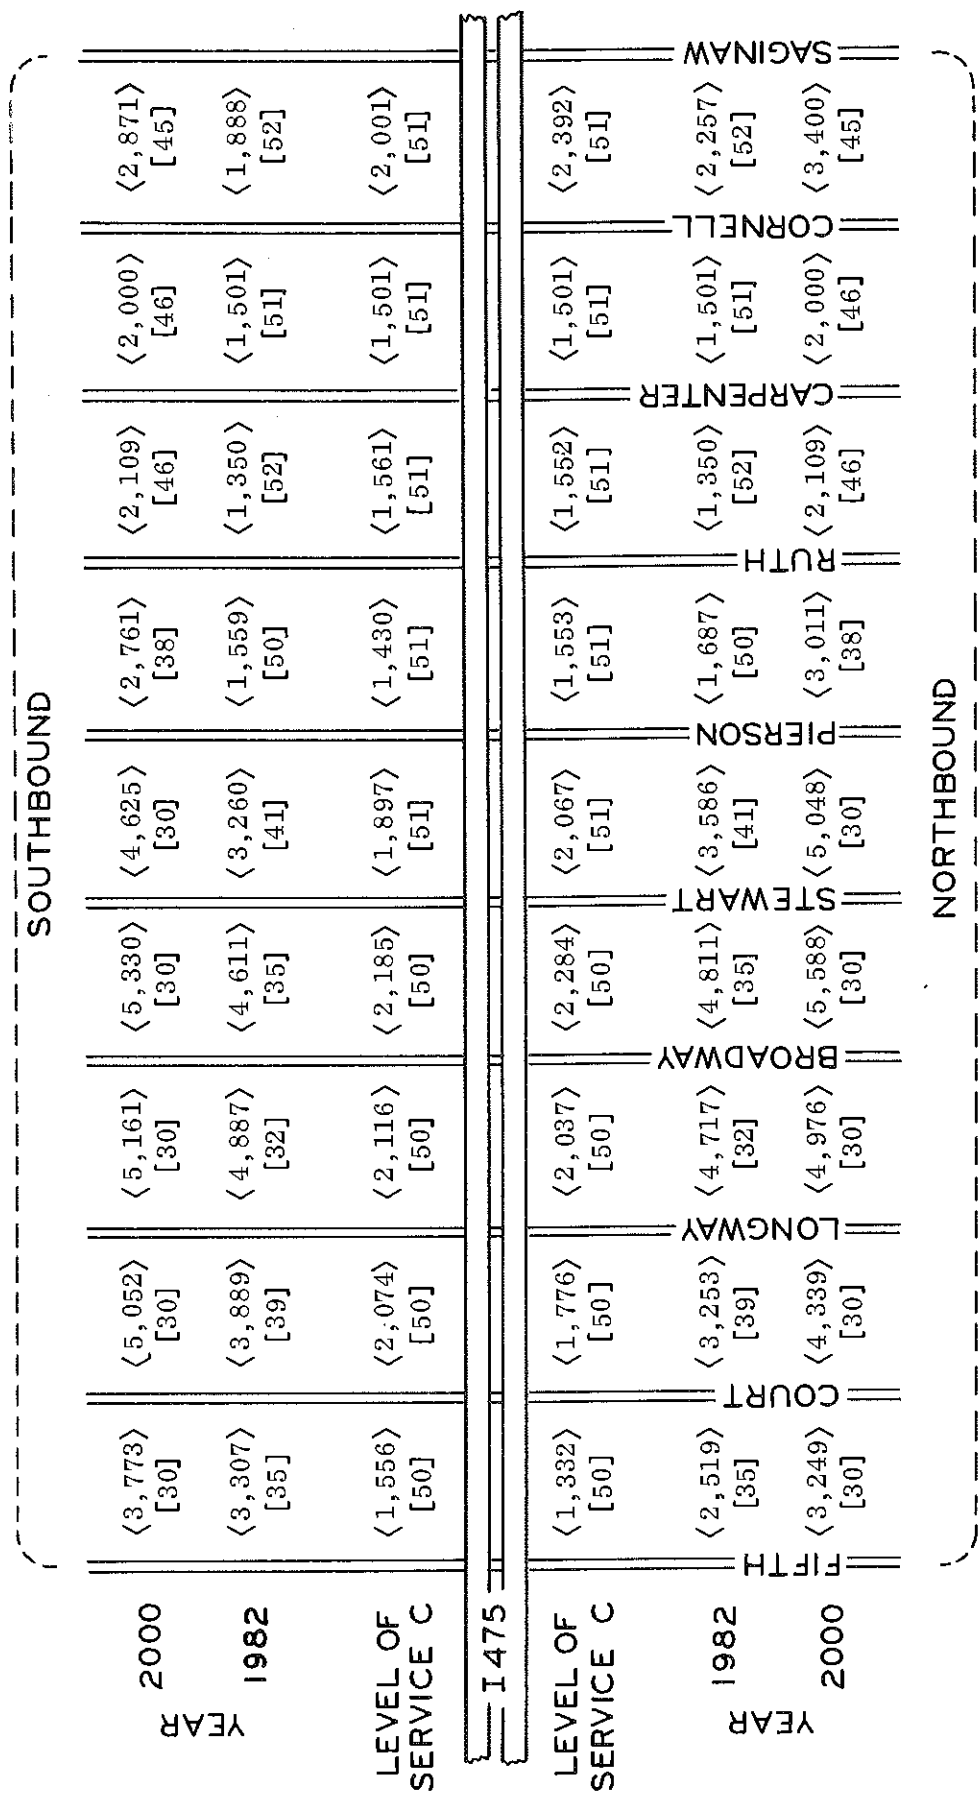 SOUTHBOUND
YEAR
2000
⟨3,773⟩ ⟨5,052⟩ ⟨5,161⟩ ⟨5,330⟩ ⟨4,625⟩ ⟨2,761⟩ ⟨2,109⟩ ⟨2,000⟩ ⟨2,871⟩
[30] [30] [30] [30] [30] [38] [46] [46] [45]
1982
⟨3,307⟩ ⟨3,889⟩ ⟨4,887⟩ ⟨4,611⟩ ⟨3,260⟩ ⟨1,559⟩ ⟨1,350⟩ ⟨1,501⟩ ⟨1,888⟩
[35] [39] [32] [35] [41] [50] [52] [51] [52]
LEVEL OF
SERVICE C
⟨1,556⟩ ⟨2,074⟩ ⟨2,116⟩ ⟨2,185⟩ ⟨1,897⟩ ⟨1,430⟩ ⟨1,561⟩ ⟨1,501⟩ ⟨2,001⟩
[50] [50] [50] [50] [51] [51] [51] [51] [51]
I 475
LEVEL OF
SERVICE C
⟨1,332⟩ ⟨1,776⟩ ⟨2,037⟩ ⟨2,284⟩ ⟨2,067⟩ ⟨1,553⟩ ⟨1,552⟩ ⟨1,501⟩ ⟨2,392⟩
[50] [50] [50] [50] [51] [51] [51] [51] [51]
1982
⟨2,519⟩ ⟨3,253⟩ ⟨4,717⟩ ⟨4,811⟩ ⟨3,586⟩ ⟨1,687⟩ ⟨1,350⟩ ⟨1,501⟩ ⟨2,257⟩
[35] [39] [32] [35] [41] [50] [52] [51] [52]
YEAR
2000
⟨3,249⟩ ⟨4,339⟩ ⟨4,976⟩ ⟨5,588⟩ ⟨5,048⟩ ⟨3,011⟩ ⟨2,109⟩ ⟨2,000⟩ ⟨3,400⟩
[30] [30] [30] [30] [30] [38] [46] [46] [45]
FIFTH
COURT
LONGWAY
BROADWAY
STEWART
PIERSON
RUTH
CARPENTER
CORNELL
SAGINAW
NORTHBOUND